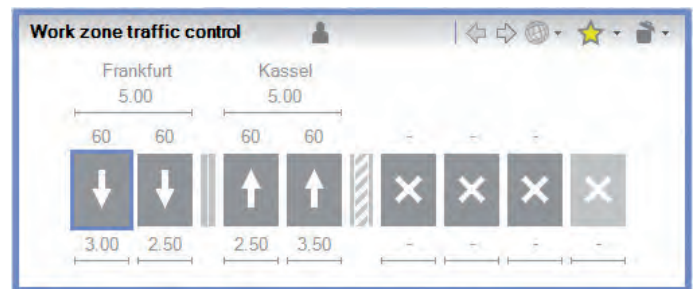 Work zone traffic control
Frankfurt Kassel
5.00 5.00
60 60 60 60 - - -
3.00 2.50 2.50 3.50 - - - -